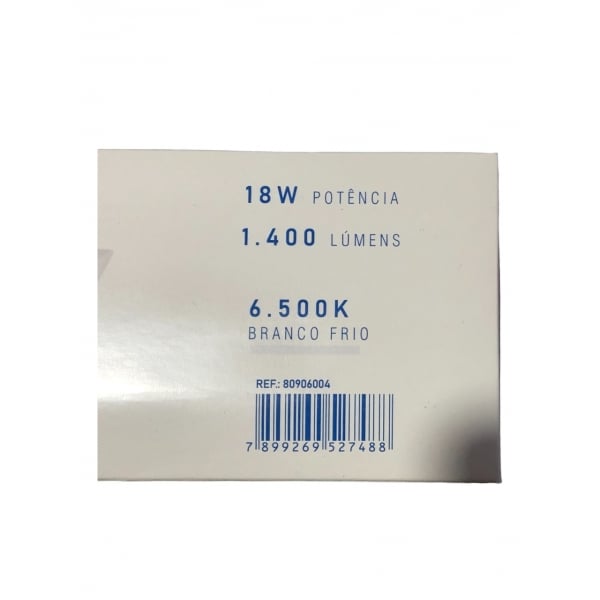 18W POTÊNCIA
1.400 LÚMENS
6.500K
BRANCO FRIO
REF.: 80906004
7 899269 527488